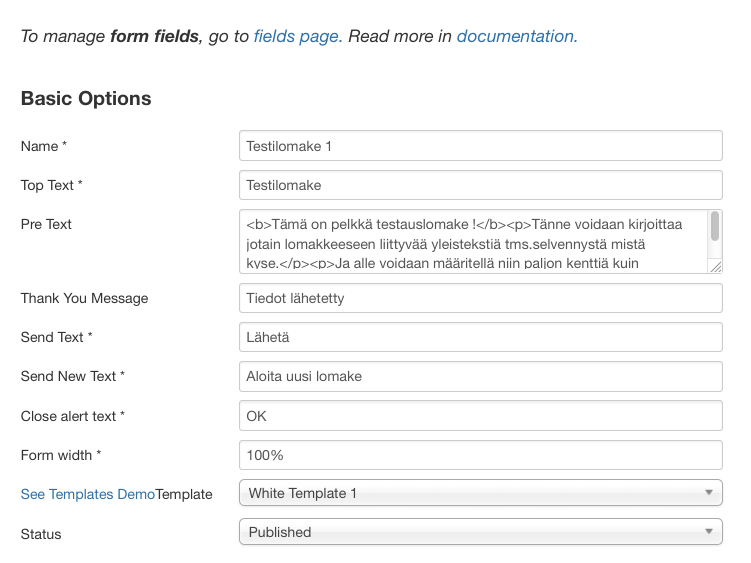 To manage form fields, go to fields page. Read more in documentation.
Basic Options
Name * Testilomake 1
Top Text * Testilomake
Pre Text <b>Tämä on pelkkä testauslomake !</b><p>Tänne voidaan kirjoittaa
jotain lomakkeeseen liittyvää yleistekstiä tms.selvennystä mistä
kyse.</p><p>Ja alle voidaan määritellä niin paljon kenttiä kuin
Thank You Message Tiedot lähetetty
Send Text * Lähetä
Send New Text * Aloita uusi lomake
Close alert text * OK
Form width * 100%
See Templates DemoTemplate White Template 1
Status Published